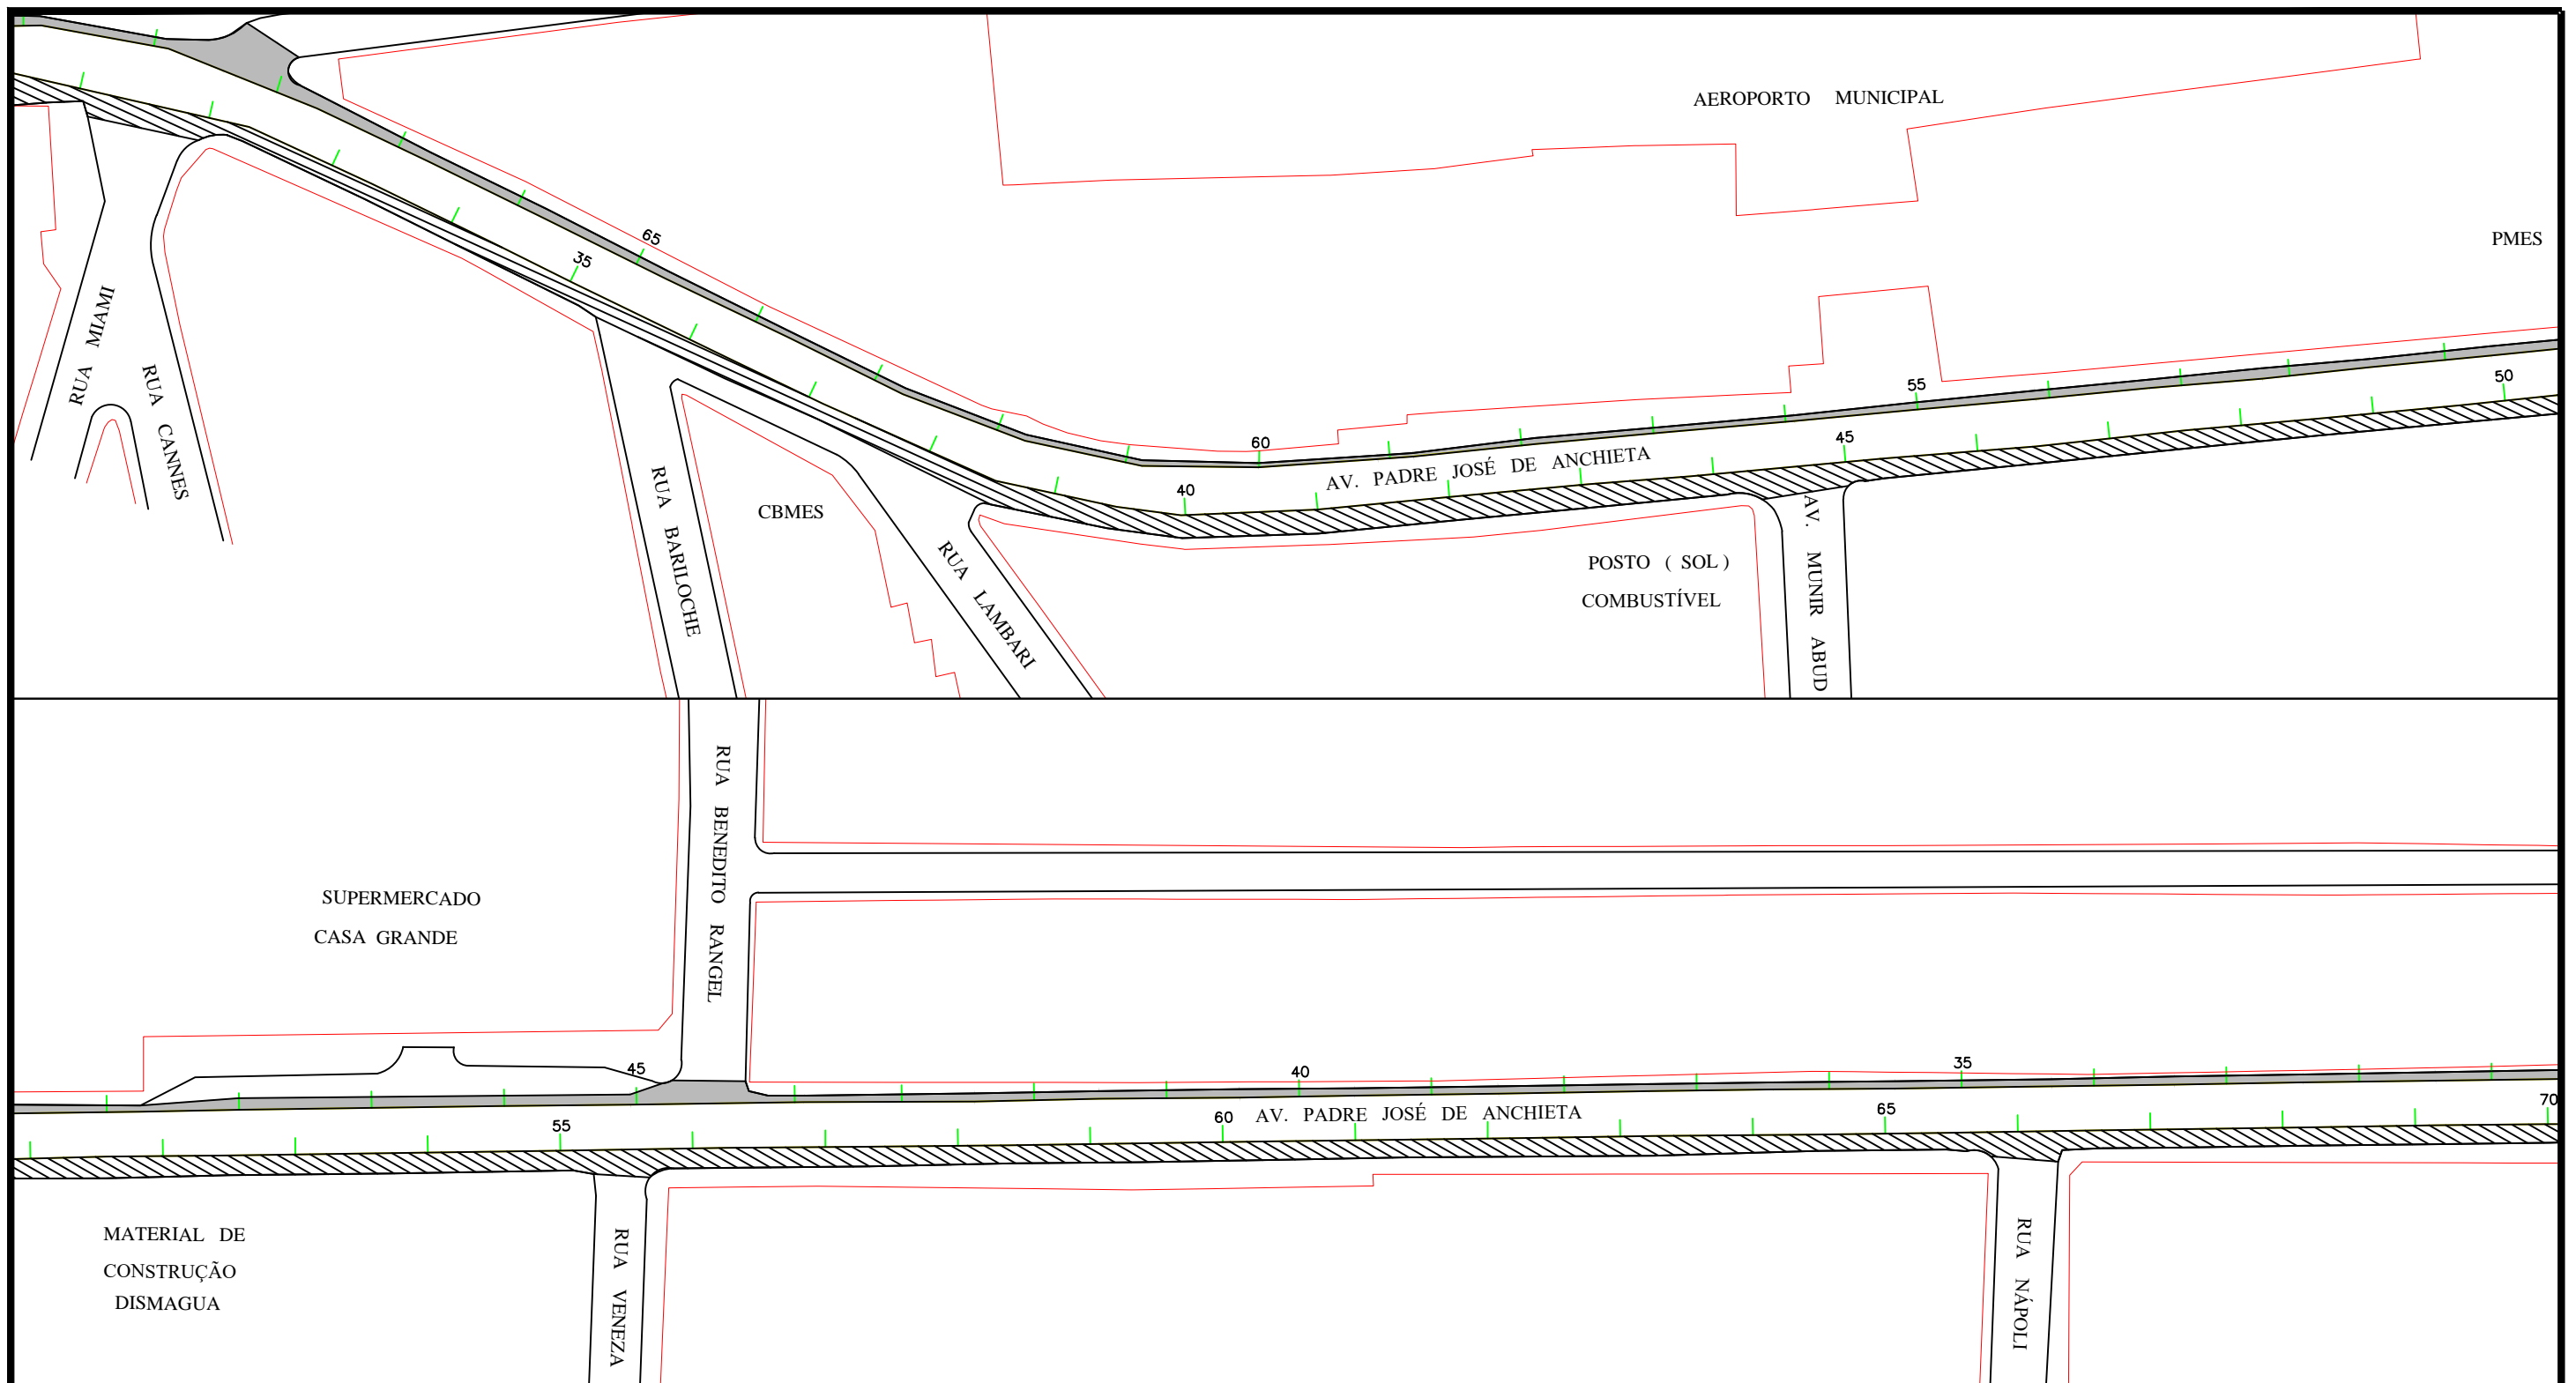 AEROPORTO MUNICIPAL
PMES
65
35
RUA MIAMI
RUA CANNES
55
50
60
45
AV. PADRE JOSÉ DE ANCHIETA
40
RUA BARILOCHE
CBMES
RUA LAMBARI
POSTO ( SOL )
COMBUSTÍVEL
AV. MUNIR ABUD
RUA BENEDITO RANGEL
SUPERMERCADO
CASA GRANDE
45
40
35
55
60
AV. PADRE JOSÉ DE ANCHIETA
65
70
MATERIAL DE
CONSTRUÇÃO
DISMAGUA
RUA VENEZA
RUA NÁPOLI